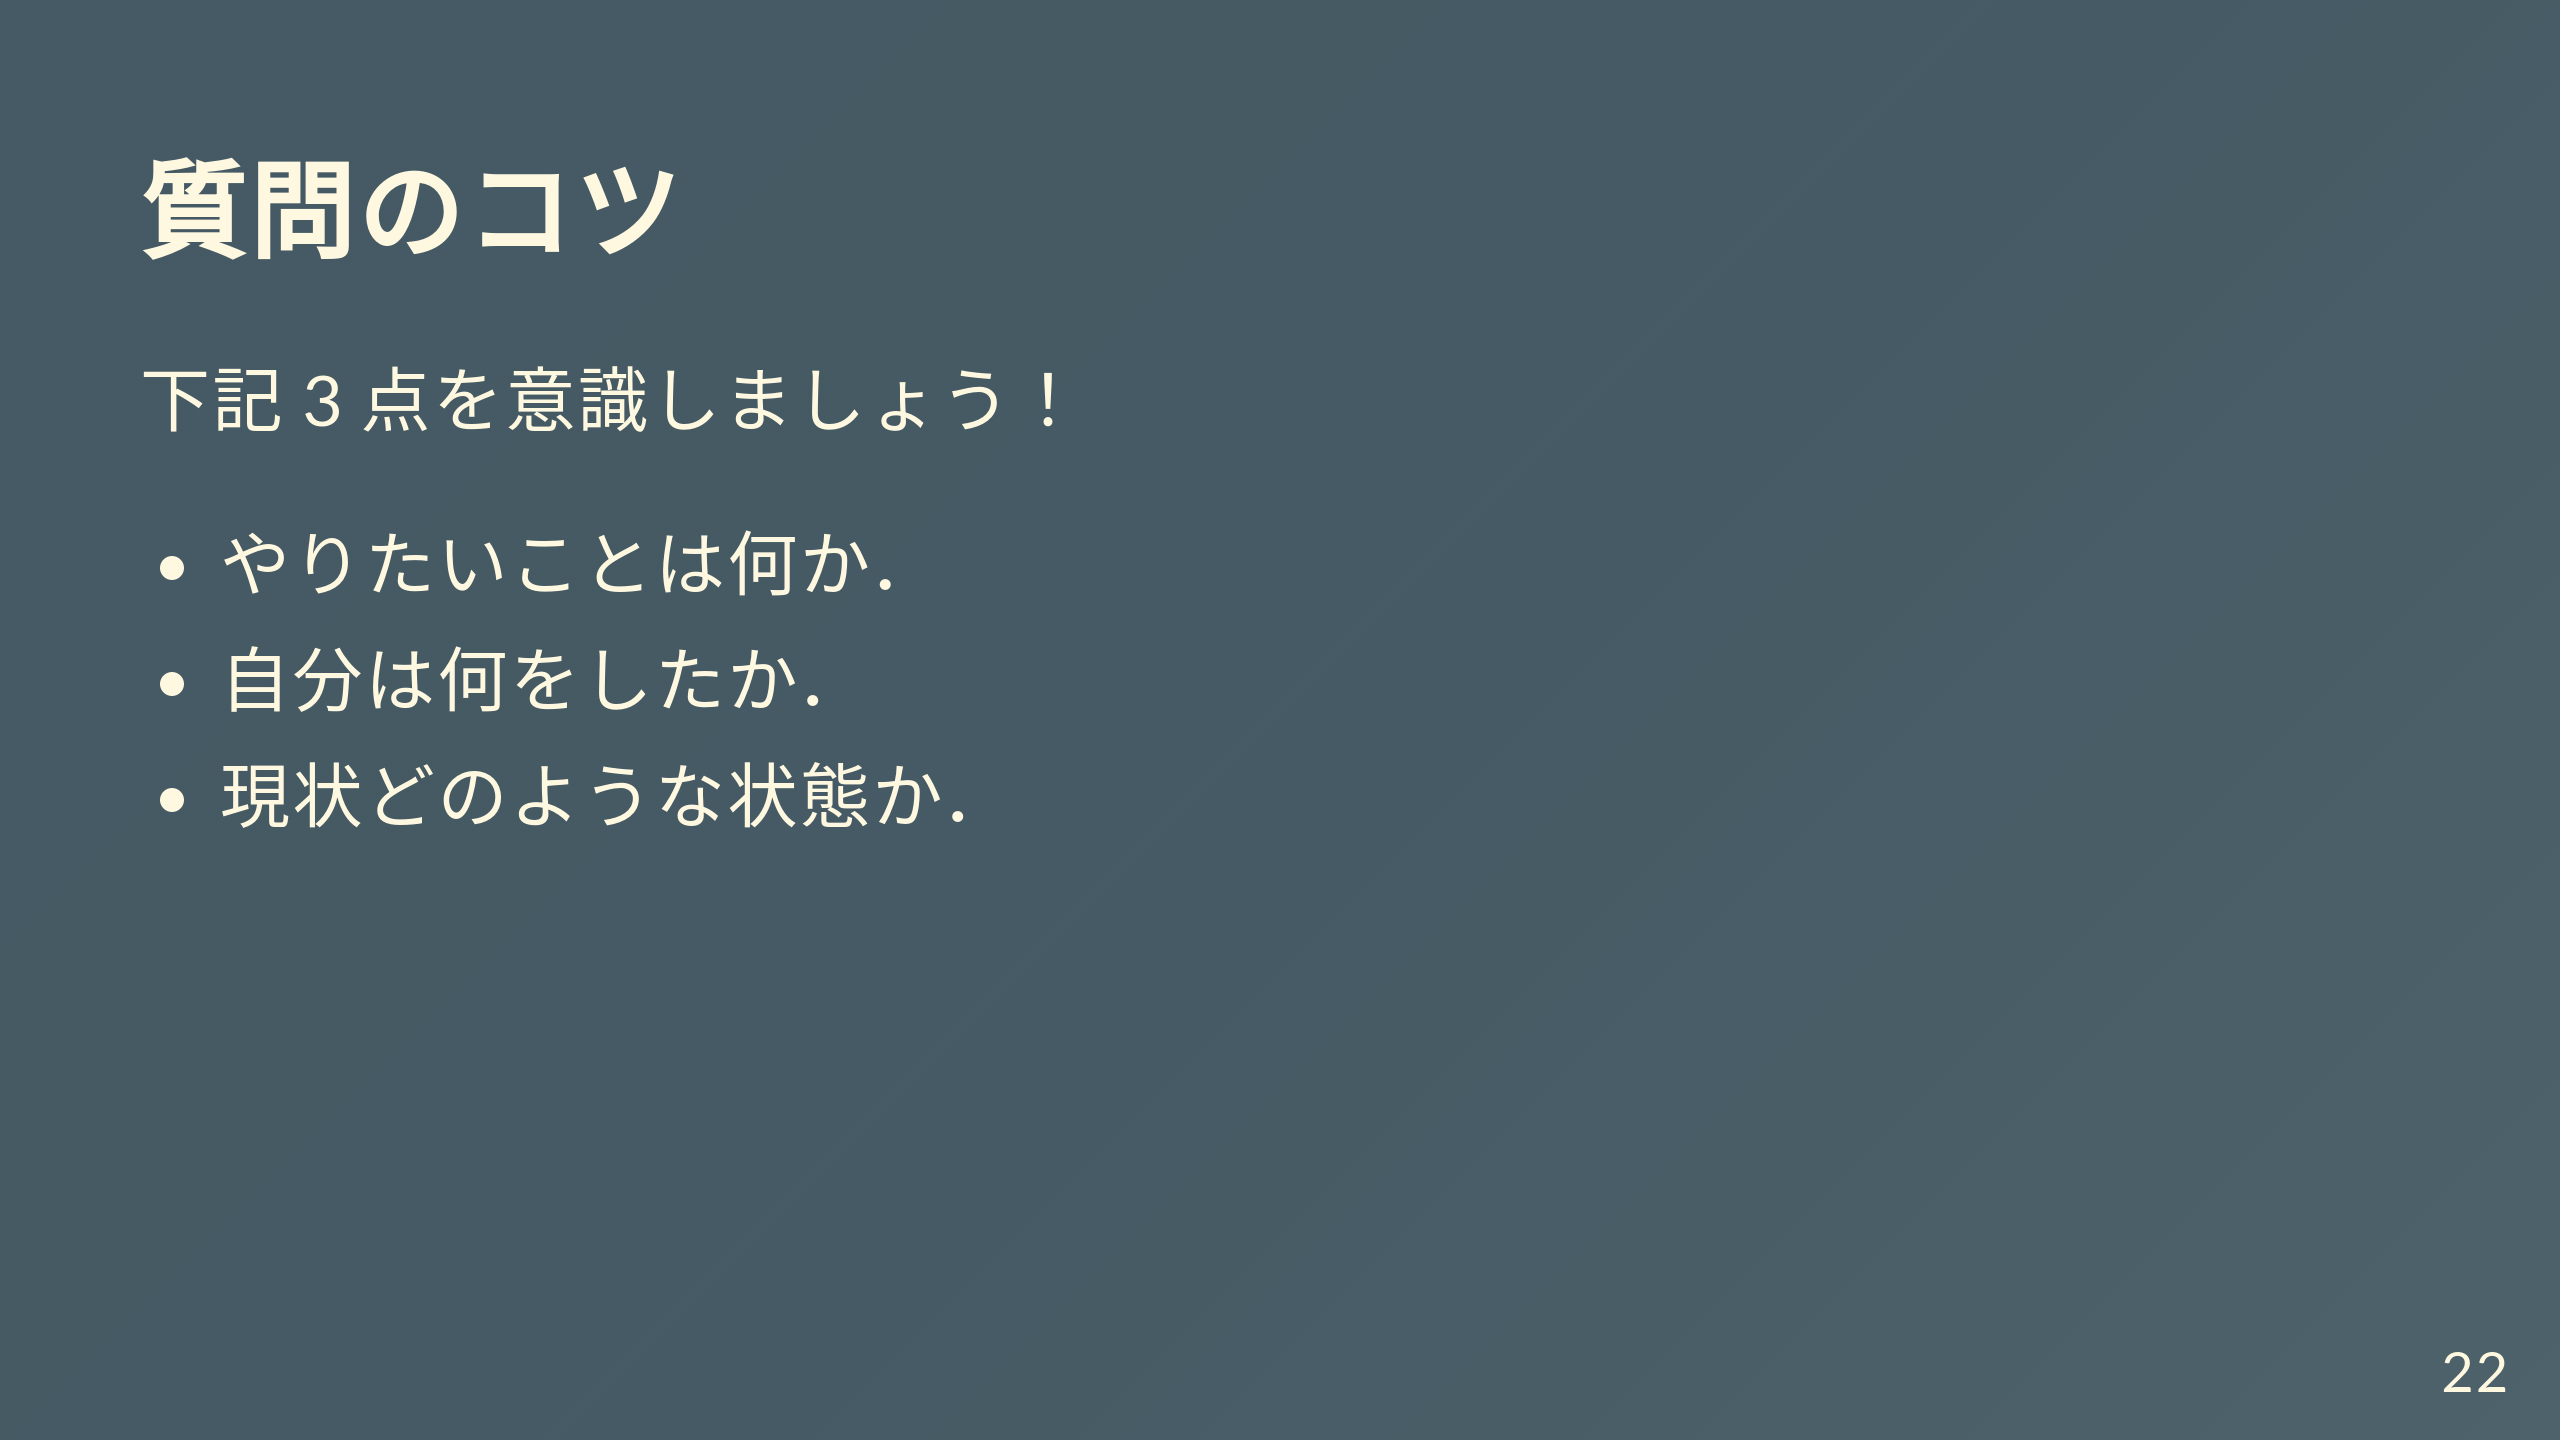 質問のコツ
下記 3 点を意識しましょう！
やりたいことは何か．
自分は何をしたか．
現状どのような状態か．
22